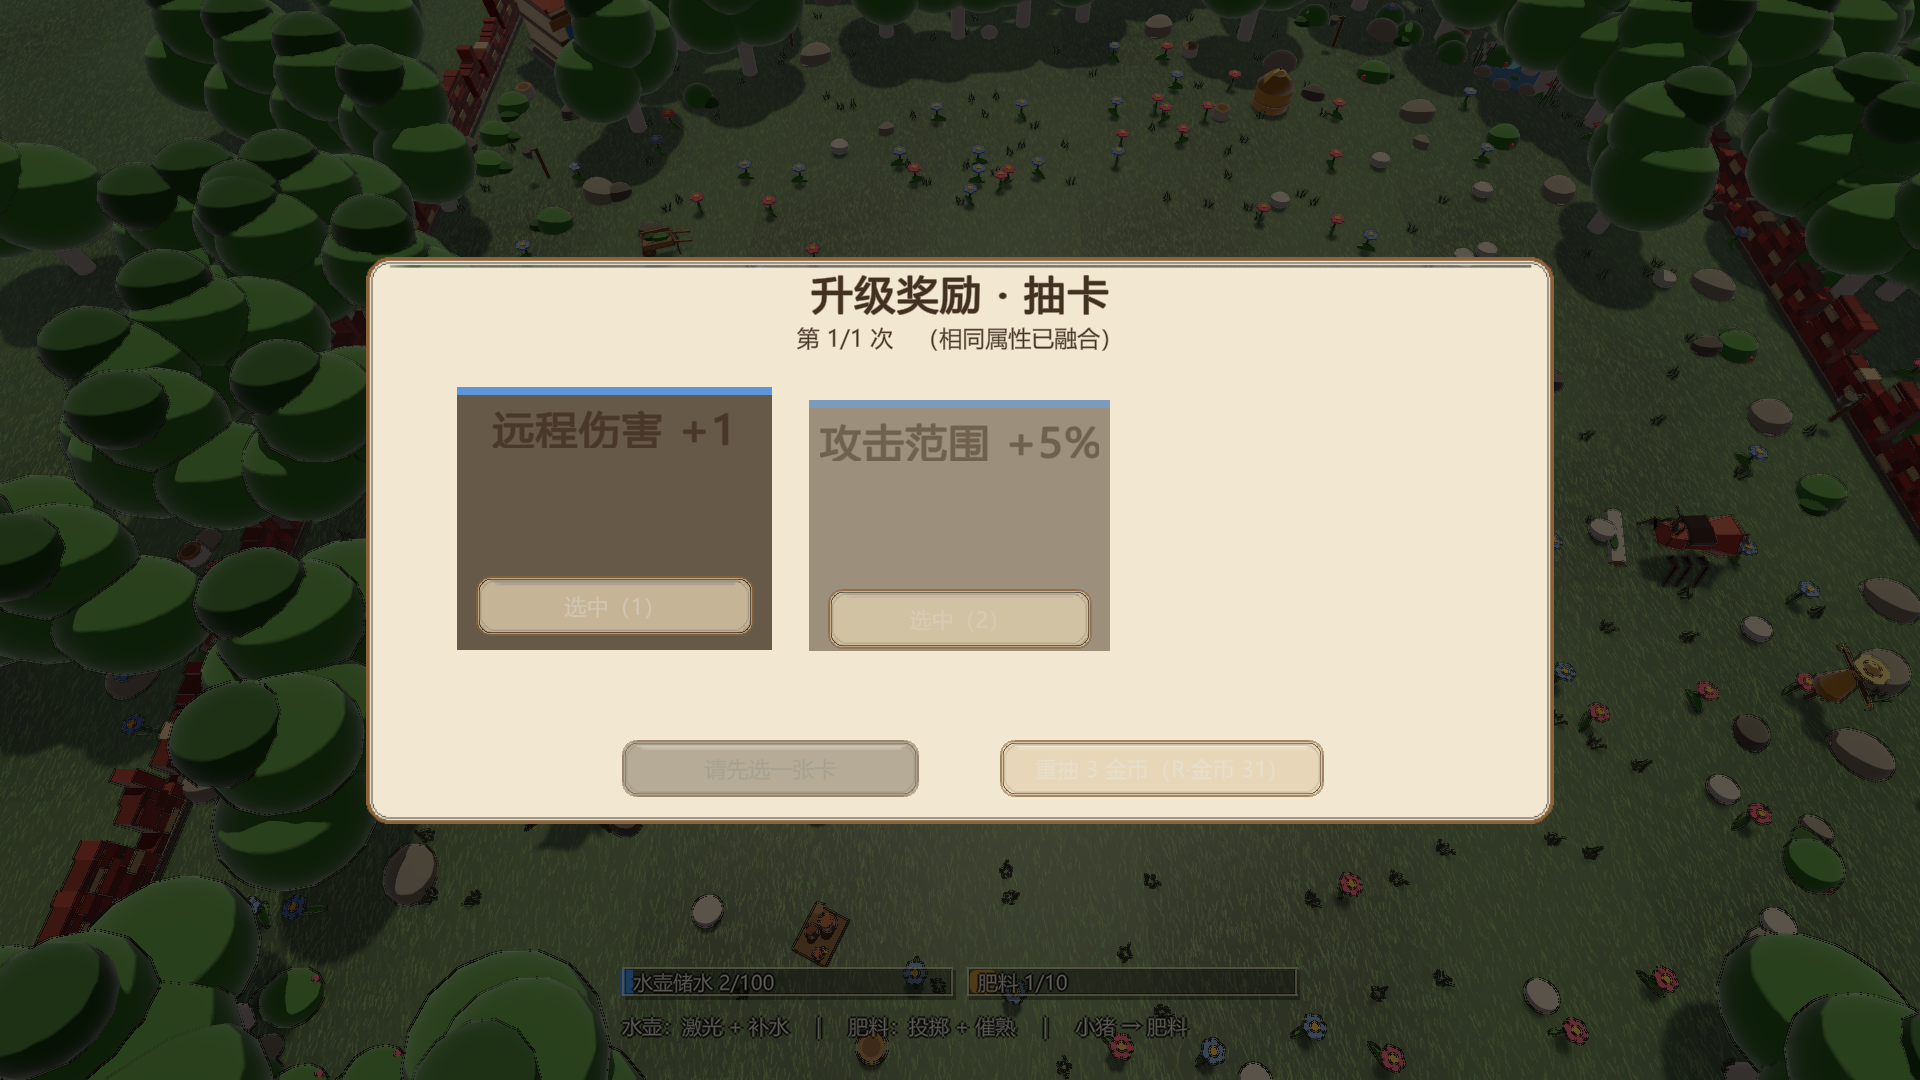 升级奖励 · 抽卡
第 1/1 次 （相同属性已融合）
远程伤害 +1
攻击范围 +5%
选中（1）
选中（2）
请先选一张卡
重抽 3 金币（R·金币 31）
水壶储水 2/100
肥料 1/10
水壶：激光 + 补水 | 肥料：投掷 + 催熟 | 小猪 → 肥料